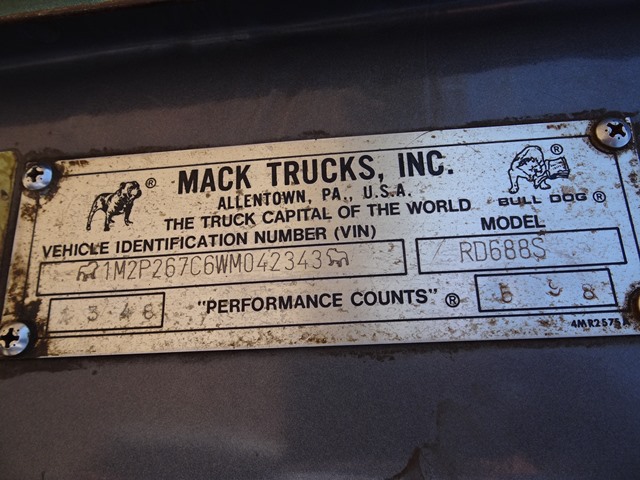 MACK TRUCKS, INC.
ALLENTOWN, PA., U.S.A.
THE TRUCK CAPITAL OF THE WORLD
BULL DOG ®
VEHICLE IDENTIFICATION NUMBER (VIN)
MODEL
1M2P267C6WM042343
RD688S
"PERFORMANCE COUNTS" ®
4MR2575A